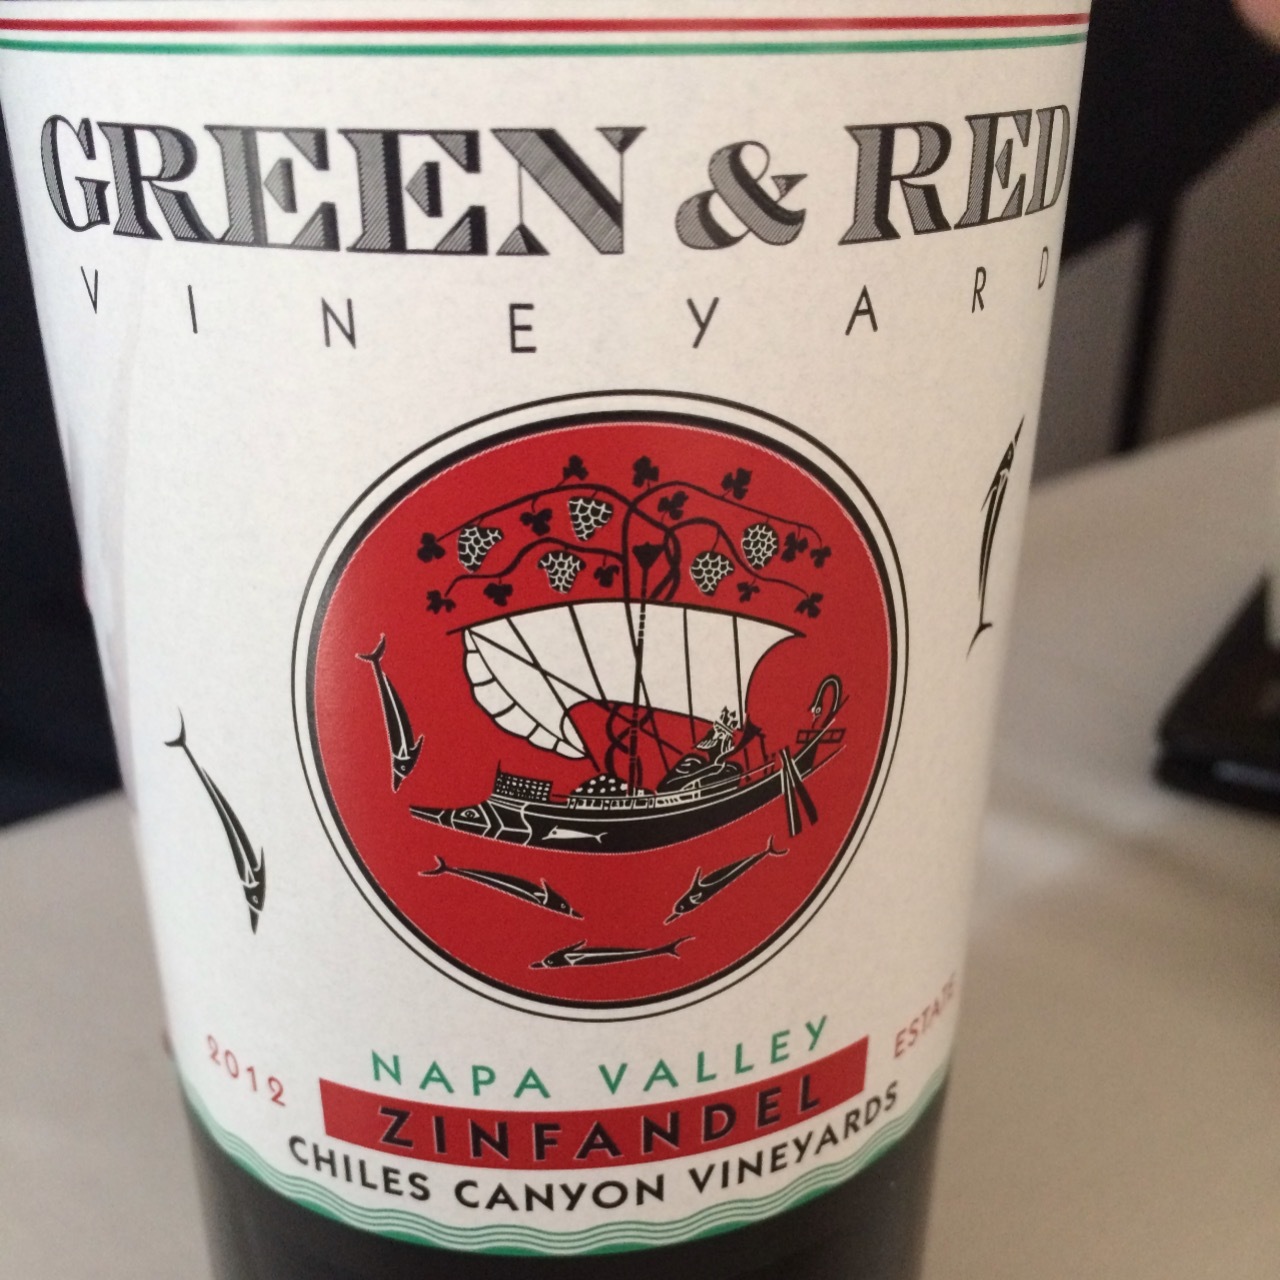 GREEN & RED
VINEYARD
2012
NAPA VALLEY
ESTATE
ZINFANDEL
CHILES CANYON VINEYARDS